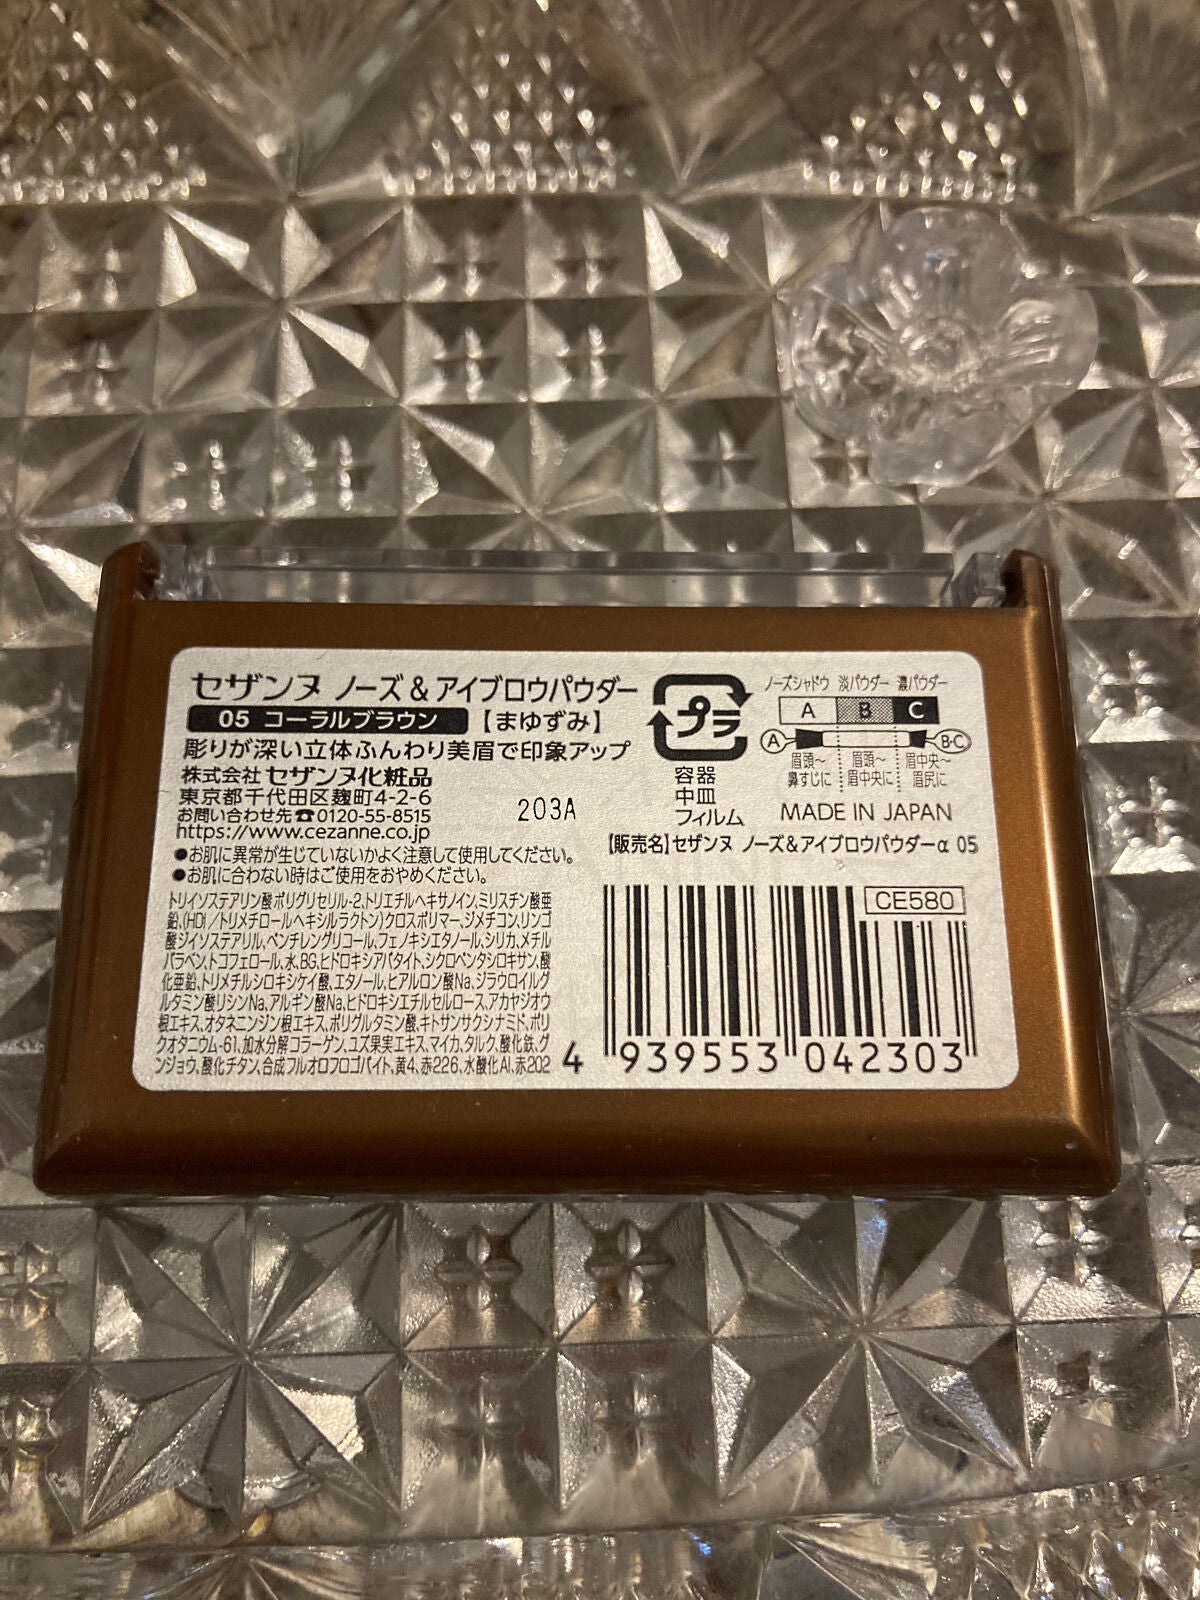 セザンヌ ノーズ&アイブロウパウダー
05 コーラルブラウン 【まゆずみ】
彫りが深い立体ふんわり美眉で印象アップ
株式会社セザンヌ化粧品
東京都千代田区麹町4-2-6
お問い合わせ先☎0120-55-8515
https://www.cezanne.co.jp
203A
●お肌に異常が生じていないかよく注意して使用してください。
●お肌に合わない時はご使用をおやめください。
トリイソステアリン酸ポリグリセリル-2,トリエチルヘキサノイン,ミリスチン酸亜
鉛,(HDI/トリメチロールヘキシルラクトン)クロスポリマー,ジメチコン,リンゴ
酸ジイソステアリル,ペンチレングリコール,フェノキシエタノール,シリカ,メチル
パラベン,トコフェロール,水,BG,ヒドロキシアパタイト,シクロペンタシロキサン,酸
化亜鉛,トリメチルシロキシケイ酸,エタノール,ヒアルロン酸Na,ジラウロイルグ
ルタミン酸リシンNa,アルギン酸Na,ヒドロキシエチルセルロース,アカヤジオウ
根エキス,オタネニンジン根エキス,ポリグルタミン酸,キトサンサクシナミド,ポリ
クオタニウム-61,加水分解コラーゲン,ユズ果実エキス,マイカ,タルク,酸化鉄,グ
ンジョウ,酸化チタン,合成フルオロフロゴパイト,黄4,赤226,水酸化Al,赤202
プラ
容器
中皿
フィルム
ノーズシャドウ 淡パウダー 濃パウダー
A B C
A B・C
眉頭〜 眉頭〜 眉中央〜
鼻すじに 眉中央に 眉尻に
MADE IN JAPAN
【販売名】セザンヌ ノーズ&アイブロウパウダーα 05
CE580
4 939553 042303